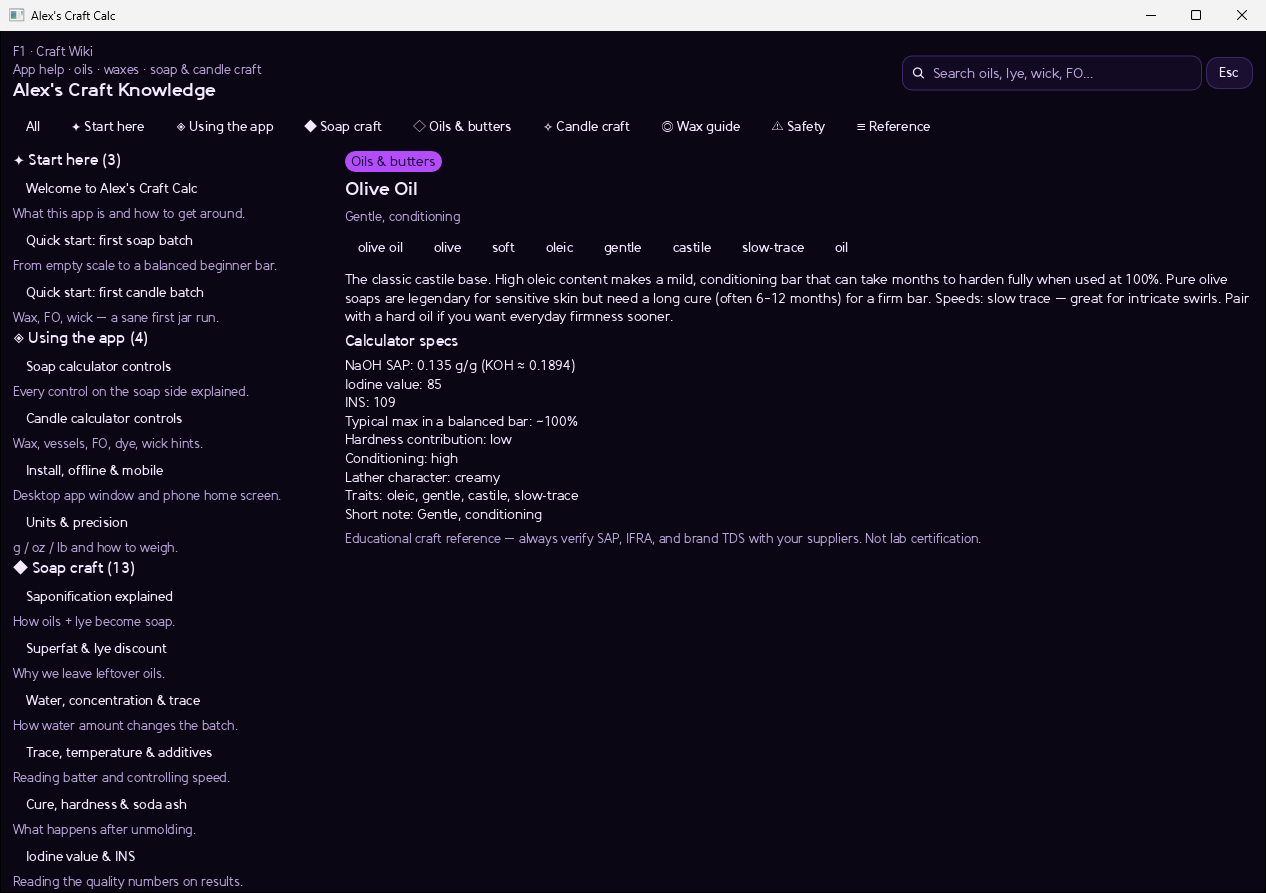 Alex's Craft Calc
F1 · Craft Wiki
App help · oils · waxes · soap & candle craft
Alex's Craft Knowledge
Search oils, lye, wick, FO...
Esc
All
✦ Start here
◈ Using the app
◆ Soap craft
◇ Oils & butters
✧ Candle craft
◎ Wax guide
⚠ Safety
≡ Reference
✦ Start here (3)
Welcome to Alex's Craft Calc
What this app is and how to get around.
Quick start: first soap batch
From empty scale to a balanced beginner bar.
Quick start: first candle batch
Wax, FO, wick — a sane first jar run.
◈ Using the app (4)
Soap calculator controls
Every control on the soap side explained.
Candle calculator controls
Wax, vessels, FO, dye, wick hints.
Install, offline & mobile
Desktop app window and phone home screen.
Units & precision
g / oz / lb and how to weigh.
◆ Soap craft (13)
Saponification explained
How oils + lye become soap.
Superfat & lye discount
Why we leave leftover oils.
Water, concentration & trace
How water amount changes the batch.
Trace, temperature & additives
Reading batter and controlling speed.
Cure, hardness & soda ash
What happens after unmolding.
Iodine value & INS
Reading the quality numbers on results.
Oils & butters
Olive Oil
Gentle, conditioning
olive oil
olive
soft
oleic
gentle
castile
slow-trace
oil
The classic castile base. High oleic content makes a mild, conditioning bar that can take months to harden fully when used at 100%. Pure olive
soaps are legendary for sensitive skin but need a long cure (often 6–12 months) for a firm bar. Speeds: slow trace — great for intricate swirls. Pair
with a hard oil if you want everyday firmness sooner.
Calculator specs
NaOH SAP: 0.135 g/g (KOH ≈ 0.1894)
Iodine value: 85
INS: 109
Typical max in a balanced bar: ~100%
Hardness contribution: low
Conditioning: high
Lather character: creamy
Traits: oleic, gentle, castile, slow-trace
Short note: Gentle, conditioning
Educational craft reference — always verify SAP, IFRA, and brand TDS with your suppliers. Not lab certification.